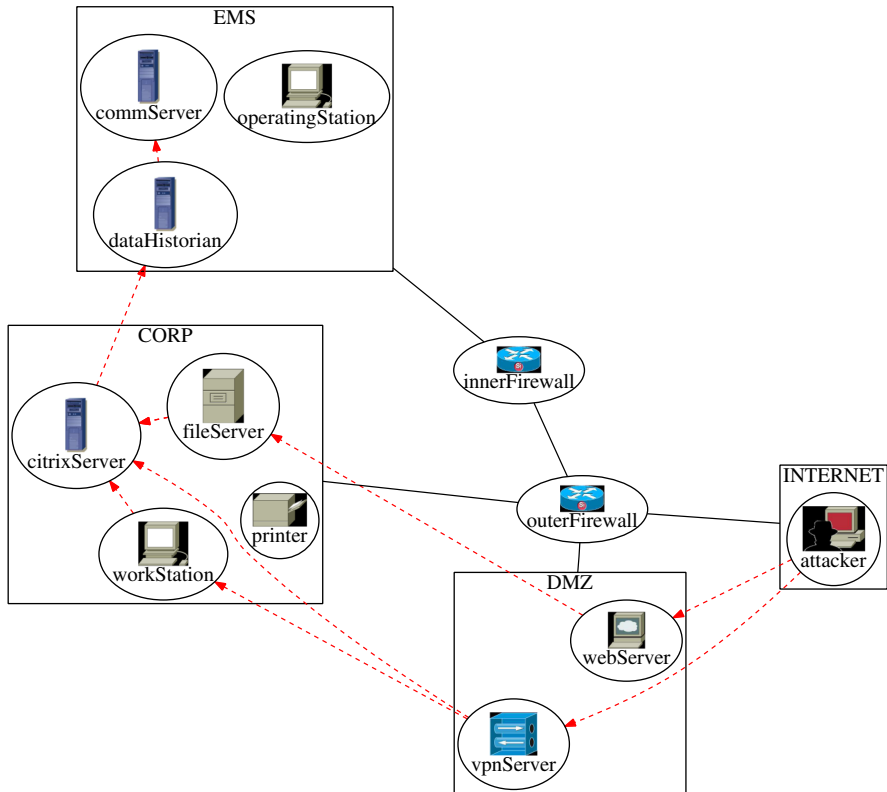 EMS
commServer
operatingStation
dataHistorian
CORP
innerFirewall
fileServer
citrixServer
INTERNET
outerFirewall
printer
attacker
workStation
DMZ
webServer
vpnServer